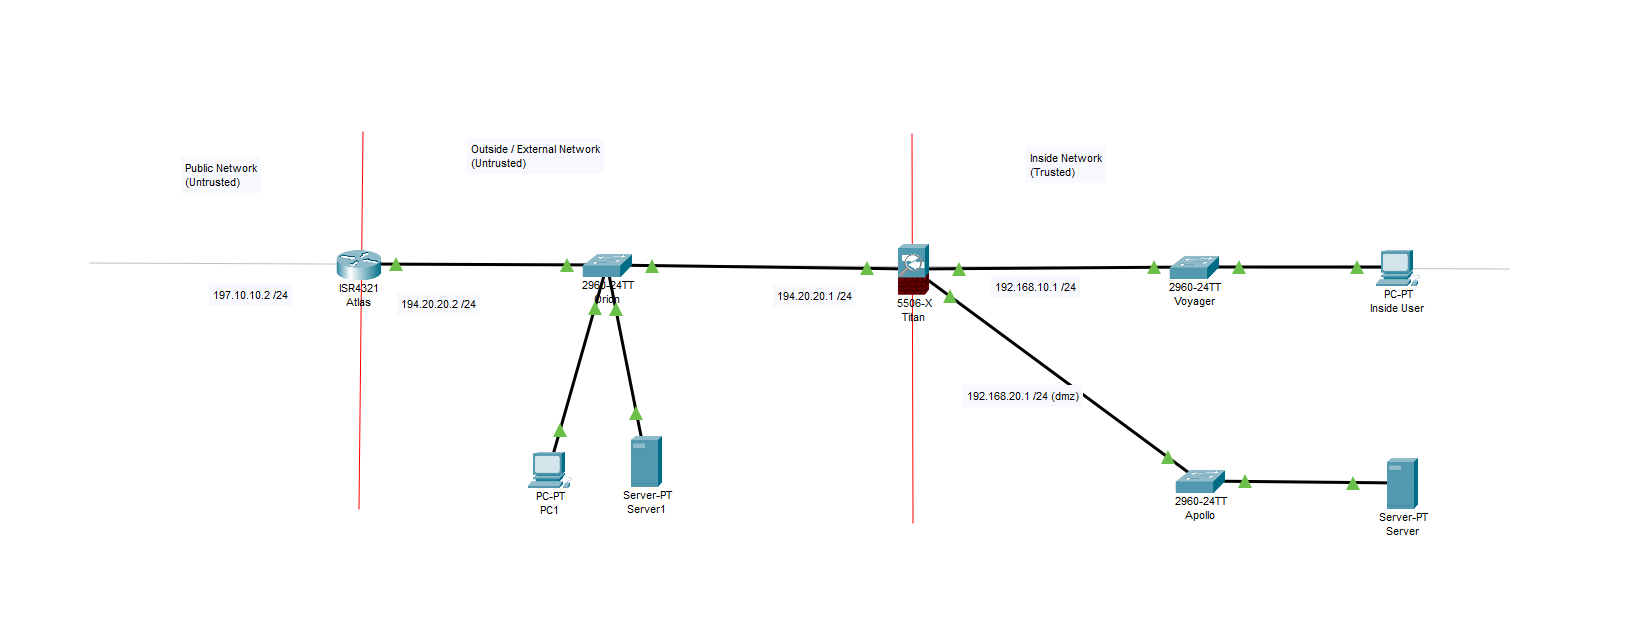 Public Network
(Untrusted)
Outside / External Network
(Untrusted)
Inside Network
(Trusted)
ISR4321
Atlas
197.10.10.2 /24
194.20.20.2 /24
2960-24TT
Orion
194.20.20.1 /24
5506-X
Titan
192.168.10.1 /24
2960-24TT
Voyager
PC-PT
Inside User
192.168.20.1 /24 (dmz)
PC-PT
PC1
Server-PT
Server1
2960-24TT
Apollo
Server-PT
Server